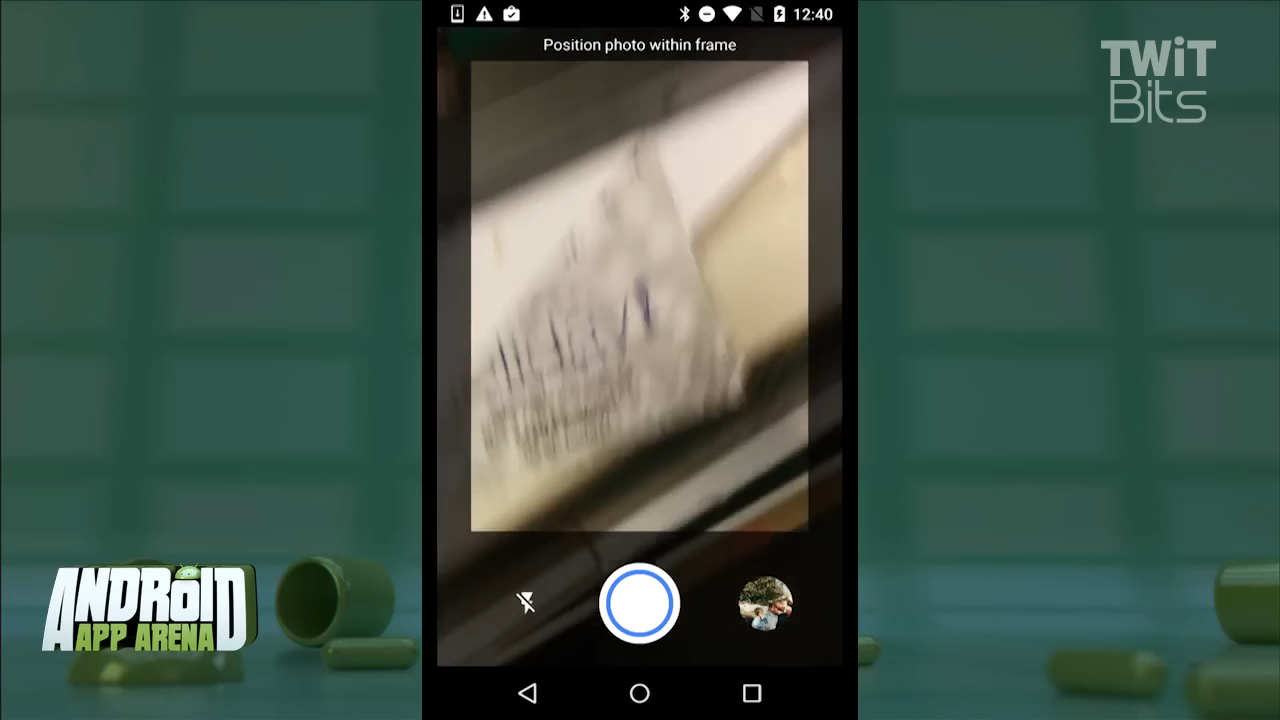 12:40
Position photo within frame
TWiT
Bits
ANDROID
APP ARENA